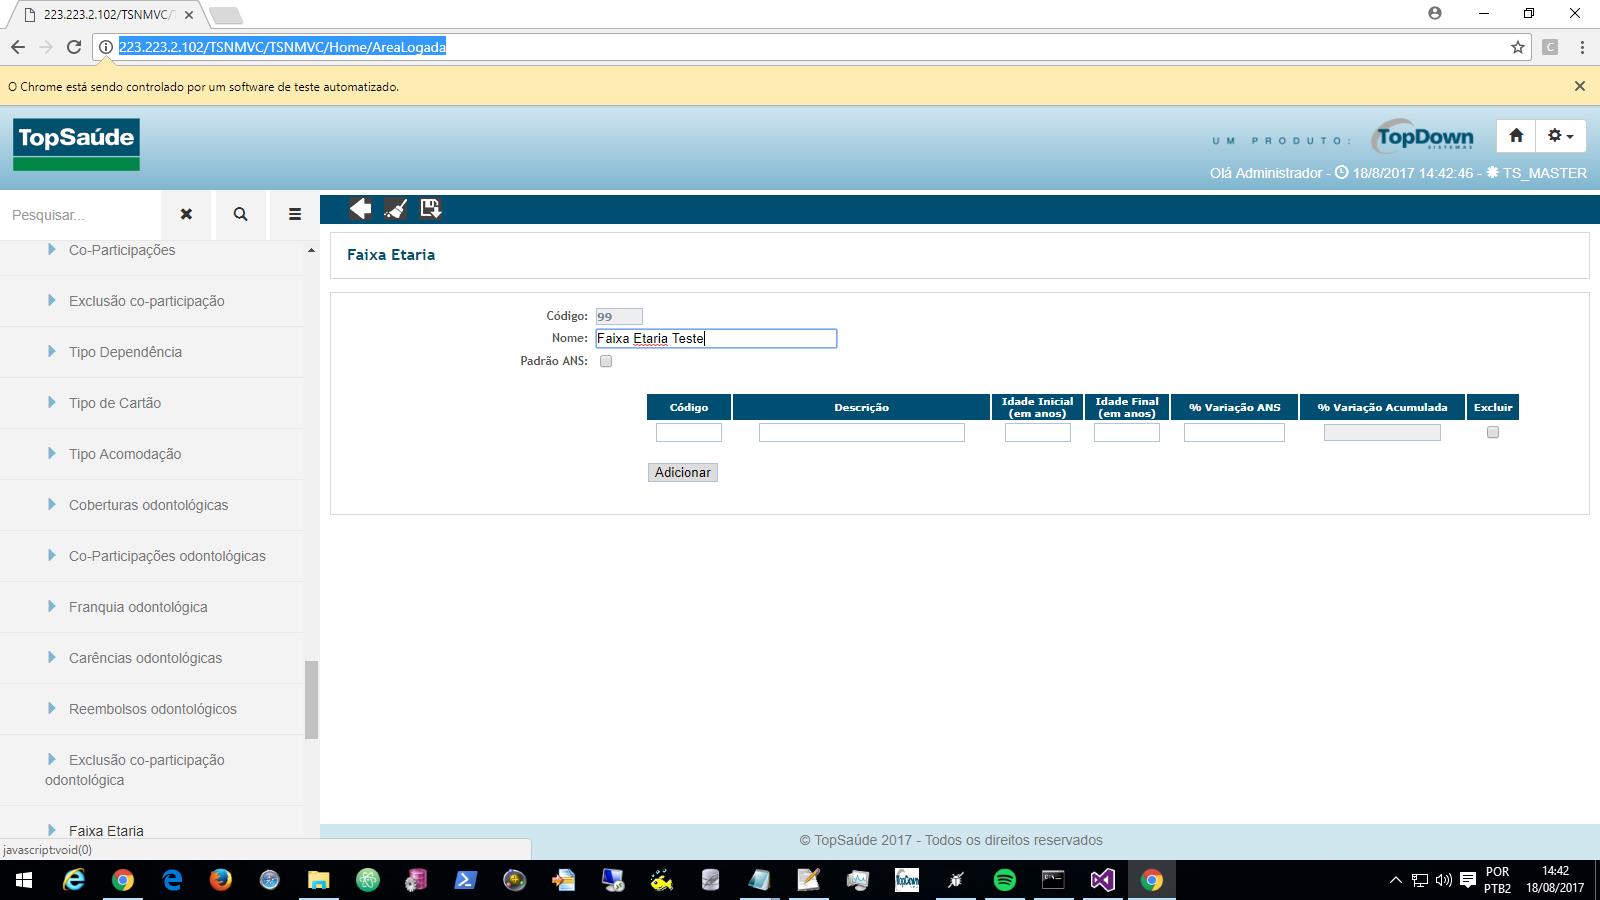 223.223.2.102/TSNMVC/T
223.223.2.102/TSNMVC/TSNMVC/Home/AreaLogada
C
O Chrome está sendo controlado por um software de teste automatizado.
TopSaúde
UM PRODUTO:
TopDown
SISTEMAS
Olá Administrador - 18/8/2017 14:42:46 - TS_MASTER
Pesquisar...
Co-Participações
Exclusão co-participação
Tipo Dependência
Tipo de Cartão
Tipo Acomodação
Coberturas odontológicas
Co-Participações odontológicas
Franquia odontológica
Carências odontológicas
Reembolsos odontológicos
Exclusão co-participação
odontológica
Faixa Etaria
javascript:void(0)
Faixa Etaria
Código: 99
Nome: Faixa Etaria Teste
Padrão ANS:
Código Descrição Idade Inicial (em anos) Idade Final (em anos) % Variação ANS % Variação Acumulada Excluir
Adicionar
© TopSaúde 2017 - Todos os direitos reservados
TopDown
POR
PTB2
14:42
18/08/2017